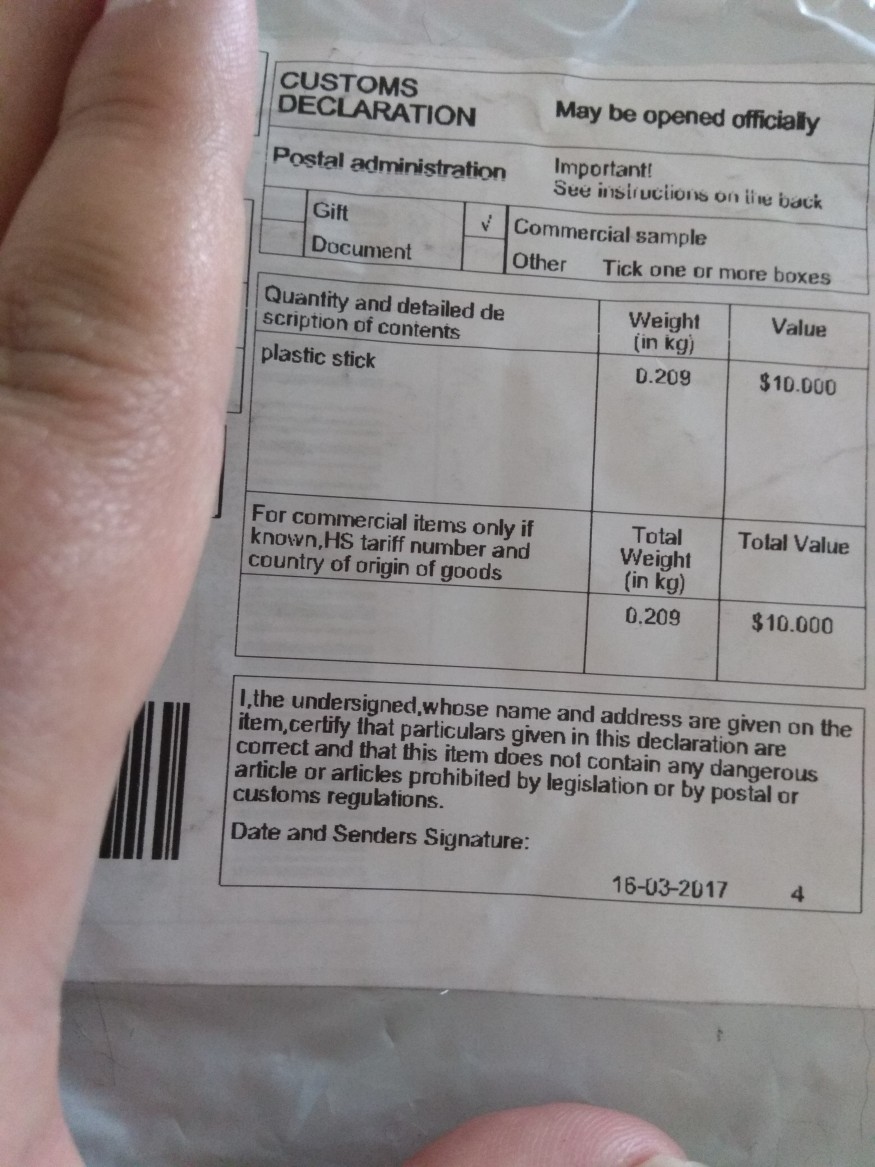 CUSTOMS
DECLARATION
May be opened officially
Postal administration
Important!
See instructions on the back
Gift
√ Commercial sample
Document
Other Tick one or more boxes
Quantity and detailed de
scription of contents
Weight
(in kg)
Value
plastic stick
0.209
$10.000
For commercial items only if
known,HS tariff number and
country of origin of goods
Total
Weight
(in kg)
Total Value
0.209
$10.000
I,the undersigned,whose name and address are given on the
item,certify that particulars given in this declaration are
correct and that this item does not contain any dangerous
article or articles prohibited by legislation or by postal or
customs regulations.
Date and Senders Signature:
16-03-2017 4